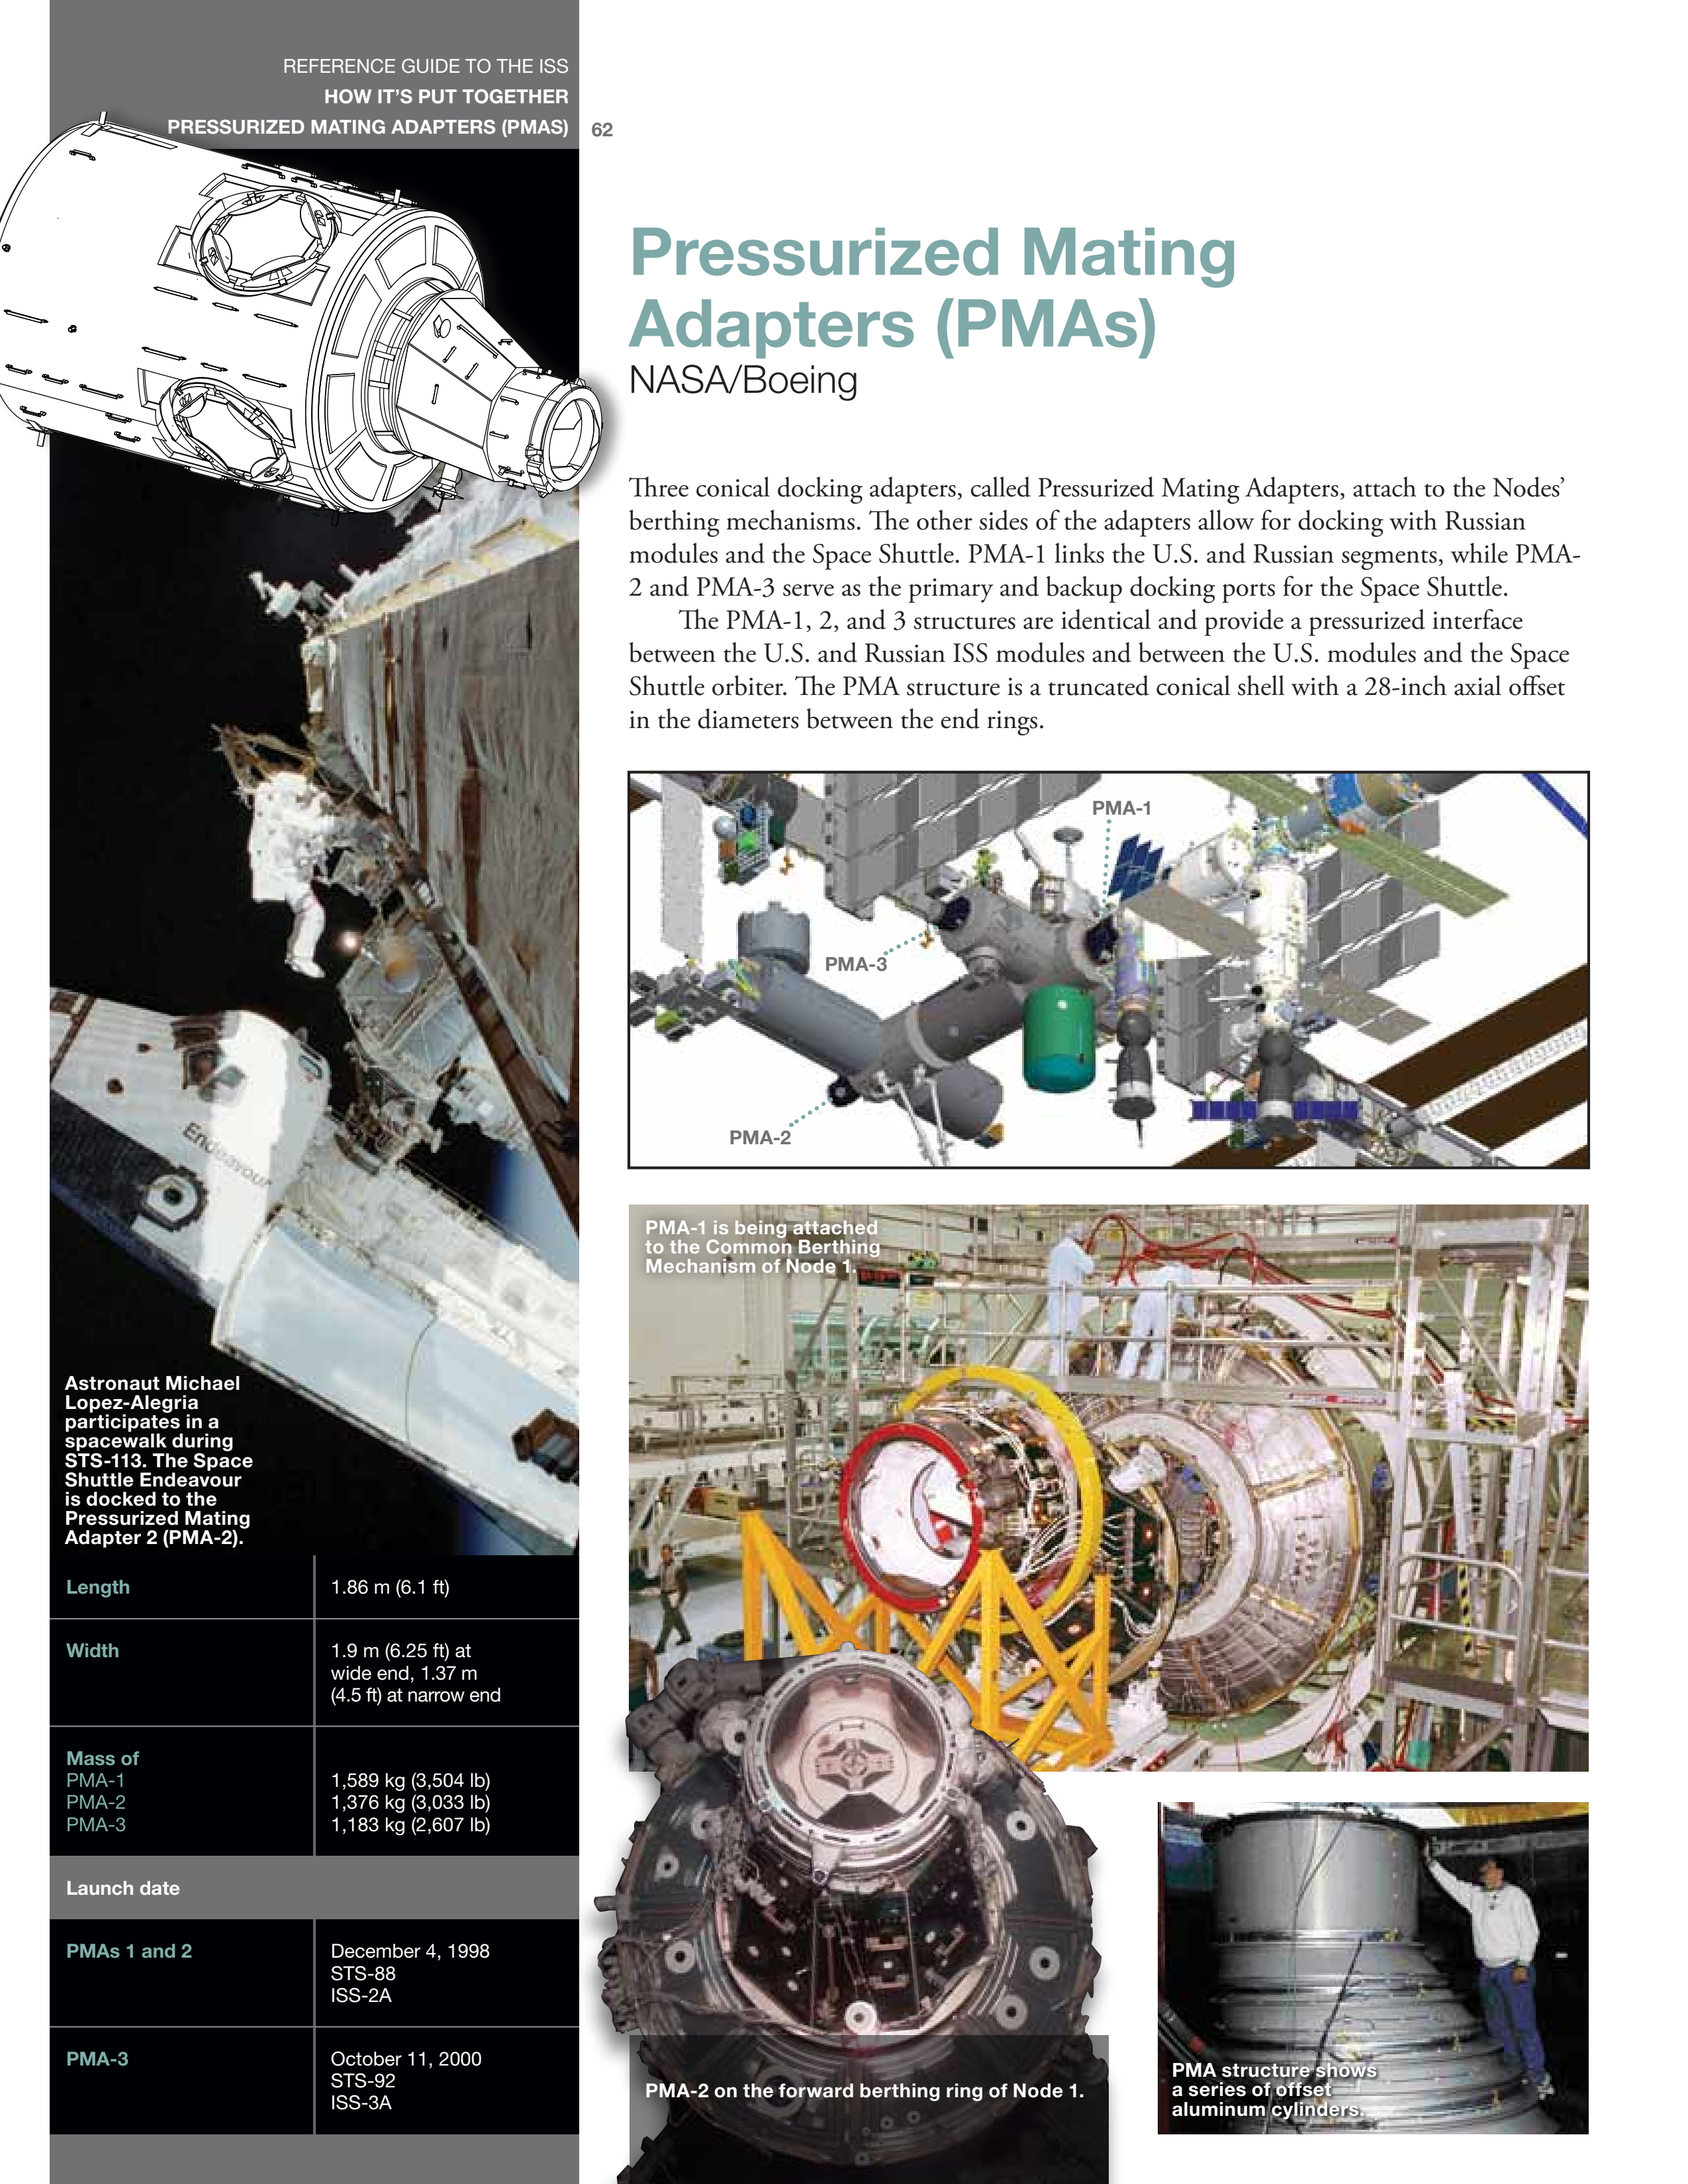 REFERENCE GUIDE TO THE ISS
HOW IT’S PUT TOGETHER
PRESSURIZED MATING ADAPTERS (PMAS)
62
Pressurized Mating
Adapters (PMAs)
NASA/Boeing
Three conical docking adapters, called Pressurized Mating Adapters, attach to the Nodes’
berthing mechanisms. The other sides of the adapters allow for docking with Russian
modules and the Space Shuttle. PMA-1 links the U.S. and Russian segments, while PMA-
2 and PMA-3 serve as the primary and backup docking ports for the Space Shuttle.
The PMA-1, 2, and 3 structures are identical and provide a pressurized interface
between the U.S. and Russian ISS modules and between the U.S. modules and the Space
Shuttle orbiter. The PMA structure is a truncated conical shell with a 28-inch axial offset
in the diameters between the end rings.
PMA-1
PMA-3
PMA-2
PMA-1 is being attached
to the Common Berthing
Mechanism of Node 1.
Endeavour
Astronaut Michael
Lopez-Alegria
participates in a
spacewalk during
STS-113. The Space
Shuttle Endeavour
is docked to the
Pressurized Mating
Adapter 2 (PMA-2).
Length
1.86 m (6.1 ft)
Width
1.9 m (6.25 ft) at
wide end, 1.37 m
(4.5 ft) at narrow end
Mass of
PMA-1 1,589 kg (3,504 lb)
PMA-2 1,376 kg (3,033 lb)
PMA-3 1,183 kg (2,607 lb)
Launch date
PMAs 1 and 2
December 4, 1998
STS-88
ISS-2A
PMA-3
October 11, 2000
STS-92
ISS-3A
PMA-2 on the forward berthing ring of Node 1.
PMA structure shows
a series of offset
aluminum cylinders.